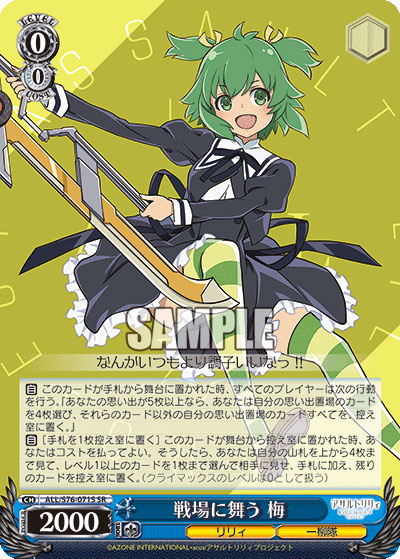 LEVEL
0
0
COST
ASSAULT
SAMPLE
なんかいつもより調子いいなっ!!
自 このカードが手札から舞台に置かれた時、すべてのプレイヤーは次の行動
を行う。『あなたの思い出が5枚以上なら、あなたは自分の思い出置場のカード
を4枚選び、それらのカード以外の自分の思い出置場のカードすべてを、控え
室に置く。』
自 [手札を1枚控え室に置く] このカードが舞台から控え室に置かれた時、あ
なたはコストを払ってよい。そうしたら、あなたは自分の山札を上から4枚ま
で見て、レベル1以上のカードを1枚まで選んで相手に見せ、手札に加え、残り
のカードを控え室に置く。(クライマックスのレベルは0として扱う)
CH ALL/S76-071S SR
2000
戦場に舞う 梅
アサルトリリィ
リリィ
一柳隊
©AZONE INTERNATIONAL・acus/アサルトリリィプロジェクト